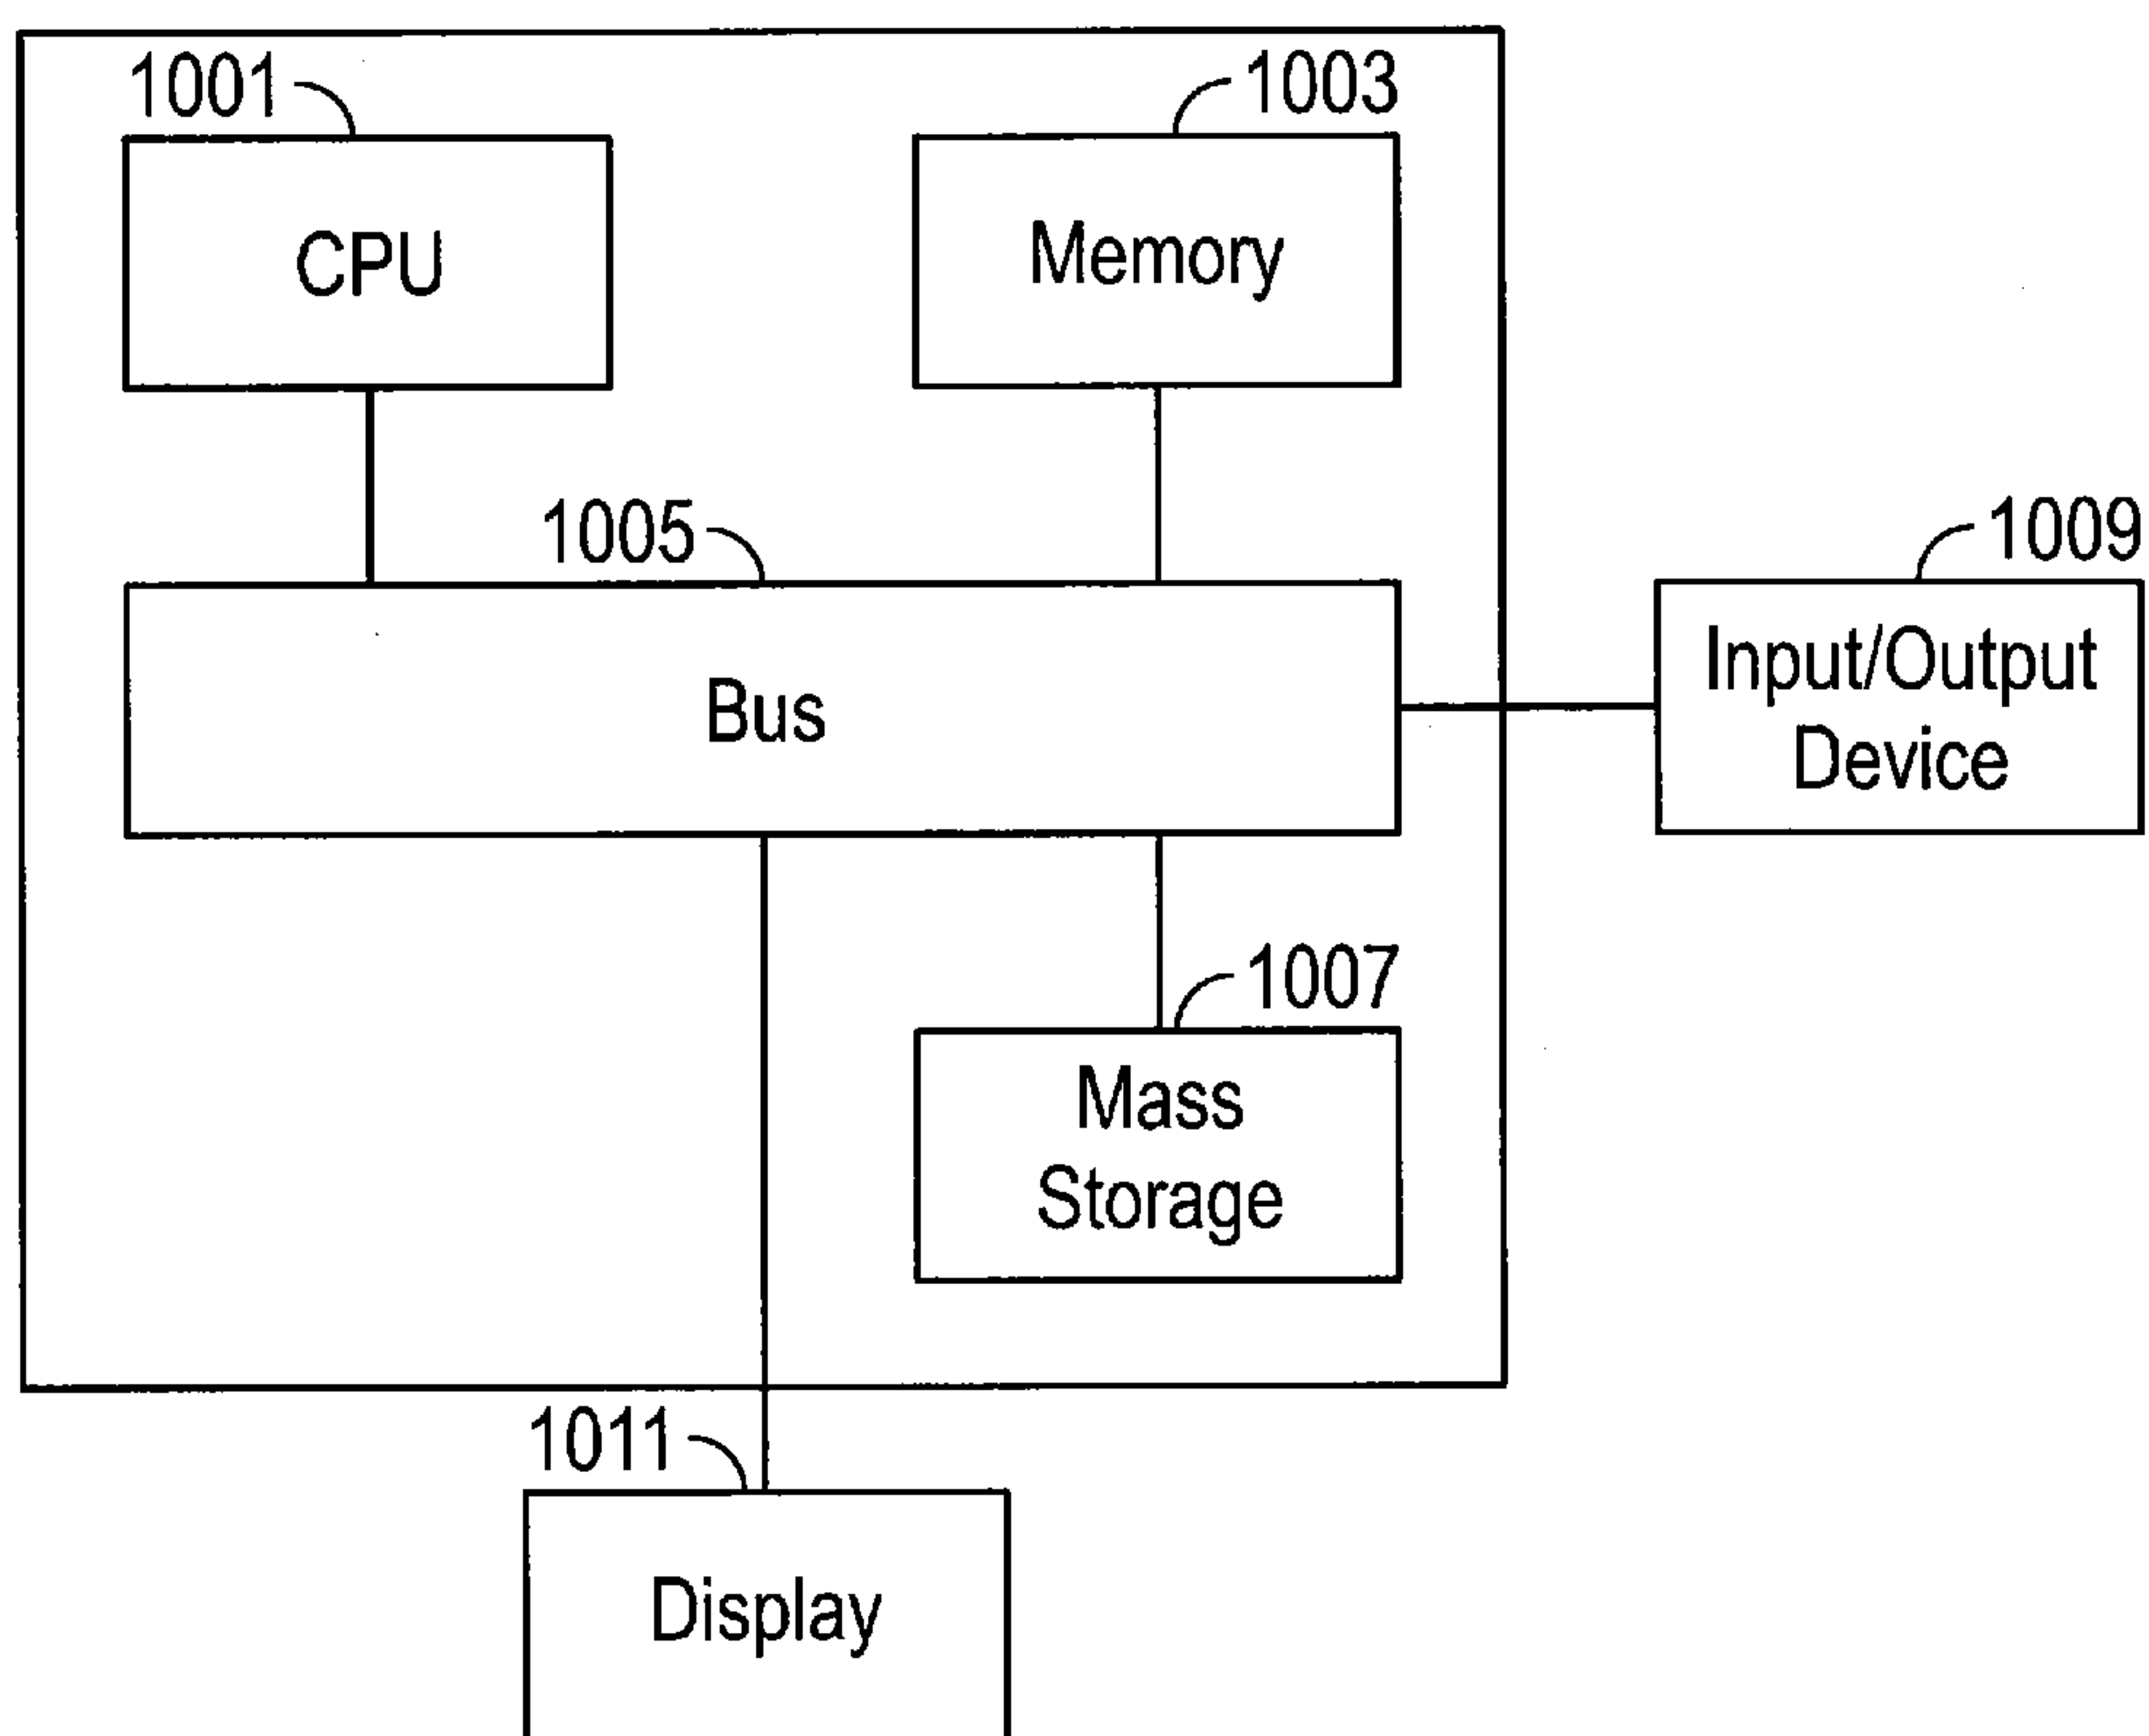 1001
1003
CPU
Memory
1005
1009
Bus
Input/Output
Device
1007
Mass
Storage
1011
Display